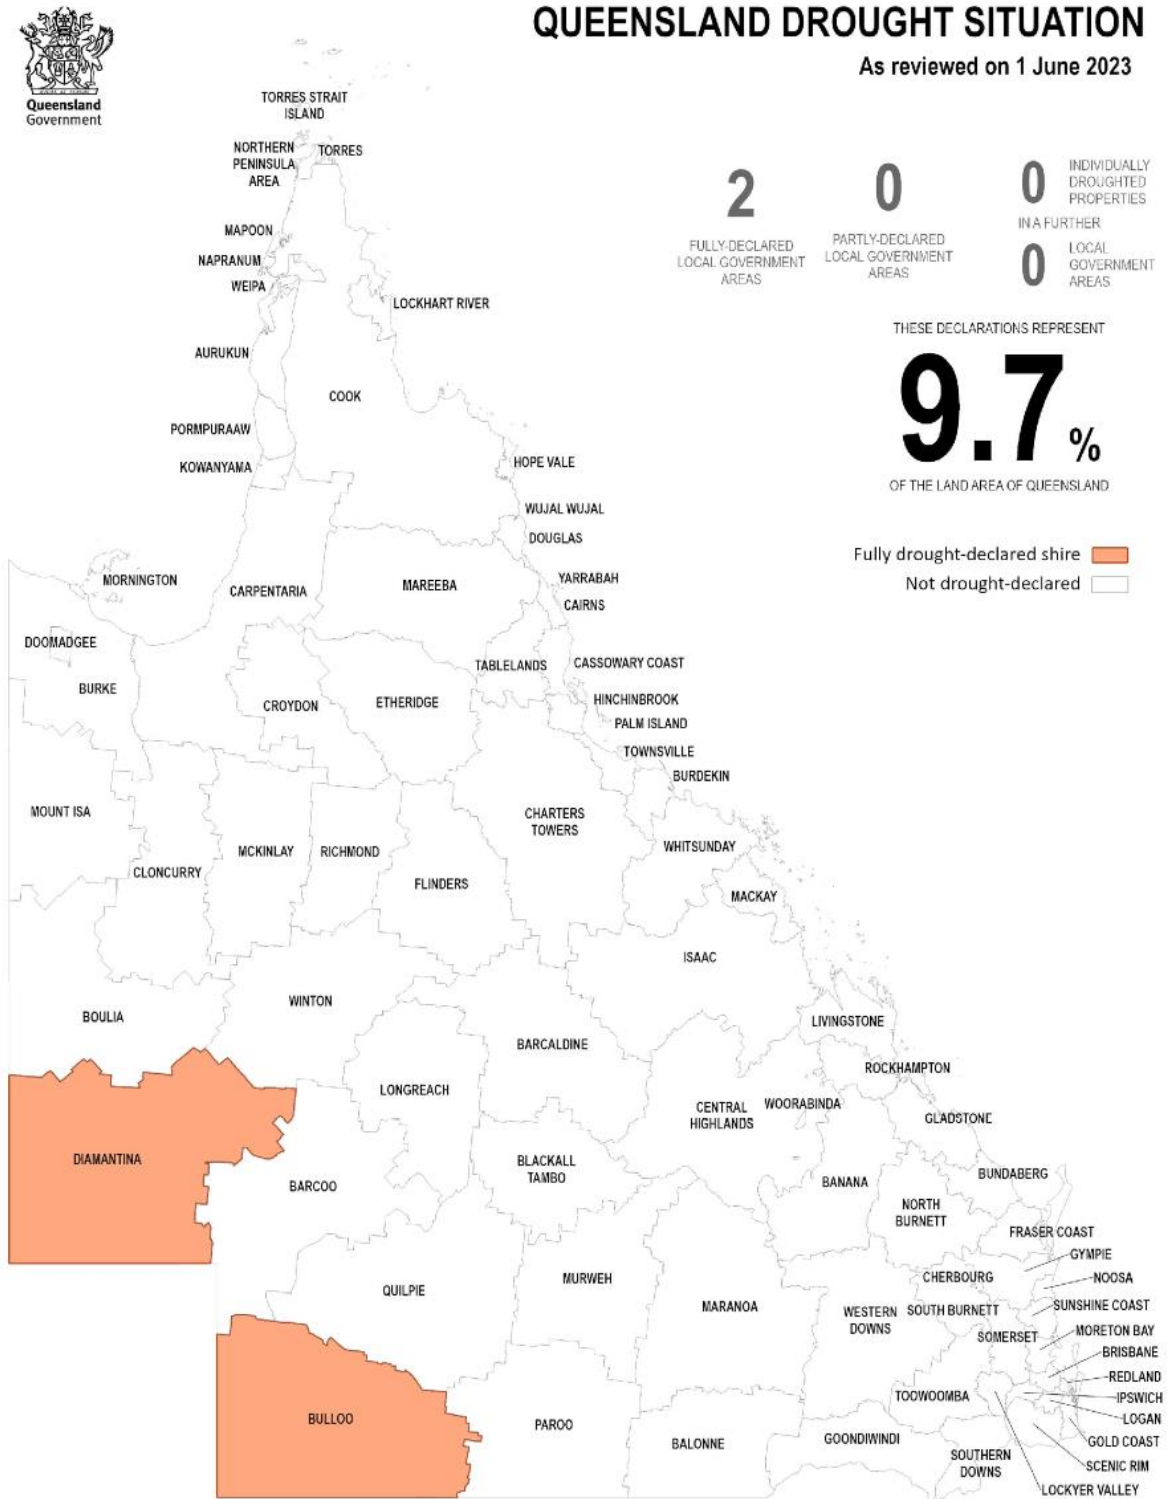 QUEENSLAND DROUGHT SITUATION
As reviewed on 1 June 2023
Queensland
Government
2
FULLY-DECLARED
LOCAL GOVERNMENT
AREAS
0
PARTLY-DECLARED
LOCAL GOVERNMENT
AREAS
0
INDIVIDUALLY
DROUGHTED
PROPERTIES
IN A FURTHER
0
LOCAL
GOVERNMENT
AREAS
THESE DECLARATIONS REPRESENT
9.7%
OF THE LAND AREA OF QUEENSLAND
Fully drought-declared shire
Not drought-declared
TORRES STRAIT
ISLAND
NORTHERN
PENINSULA
AREA
TORRES
MAPOON
NAPRANUM
WEIPA
LOCKHART RIVER
AURUKUN
COOK
PORMPURAAW
KOWANYAMA
HOPE VALE
WUJAL WUJAL
DOUGLAS
MORNINGTON
CARPENTARIA
MAREEBA
YARRABAH
CAIRNS
DOOMADGEE
BURKE
CROYDON
ETHERIDGE
TABLELANDS
CASSOWARY COAST
HINCHINBROOK
PALM ISLAND
TOWNSVILLE
BURDEKIN
MOUNT ISA
CLONCURRY
MCKINLAY
RICHMOND
FLINDERS
CHARTERS
TOWERS
WHITSUNDAY
MACKAY
ISAAC
BOULIA
WINTON
LIVINGSTONE
BARCALDINE
ROCKHAMPTON
LONGREACH
CENTRAL
HIGHLANDS
WOORABINDA
GLADSTONE
DIAMANTINA
BARCOO
BLACKALL
TAMBO
BANANA
BUNDABERG
NORTH
BURNETT
FRASER COAST
GYMPIE
QUILPIE
MURWEH
MARANOA
CHERBOURG
NOOSA
WESTERN
DOWNS
SOUTH BURNETT
SUNSHINE COAST
SOMERSET
MORETON BAY
BRISBANE
REDLAND
TOOWOOMBA
IPSWICH
LOGAN
BULLOO
PAROO
BALONNE
GOONDIWINDI
GOLD COAST
SOUTHERN
DOWNS
SCENIC RIM
LOCKYER VALLEY